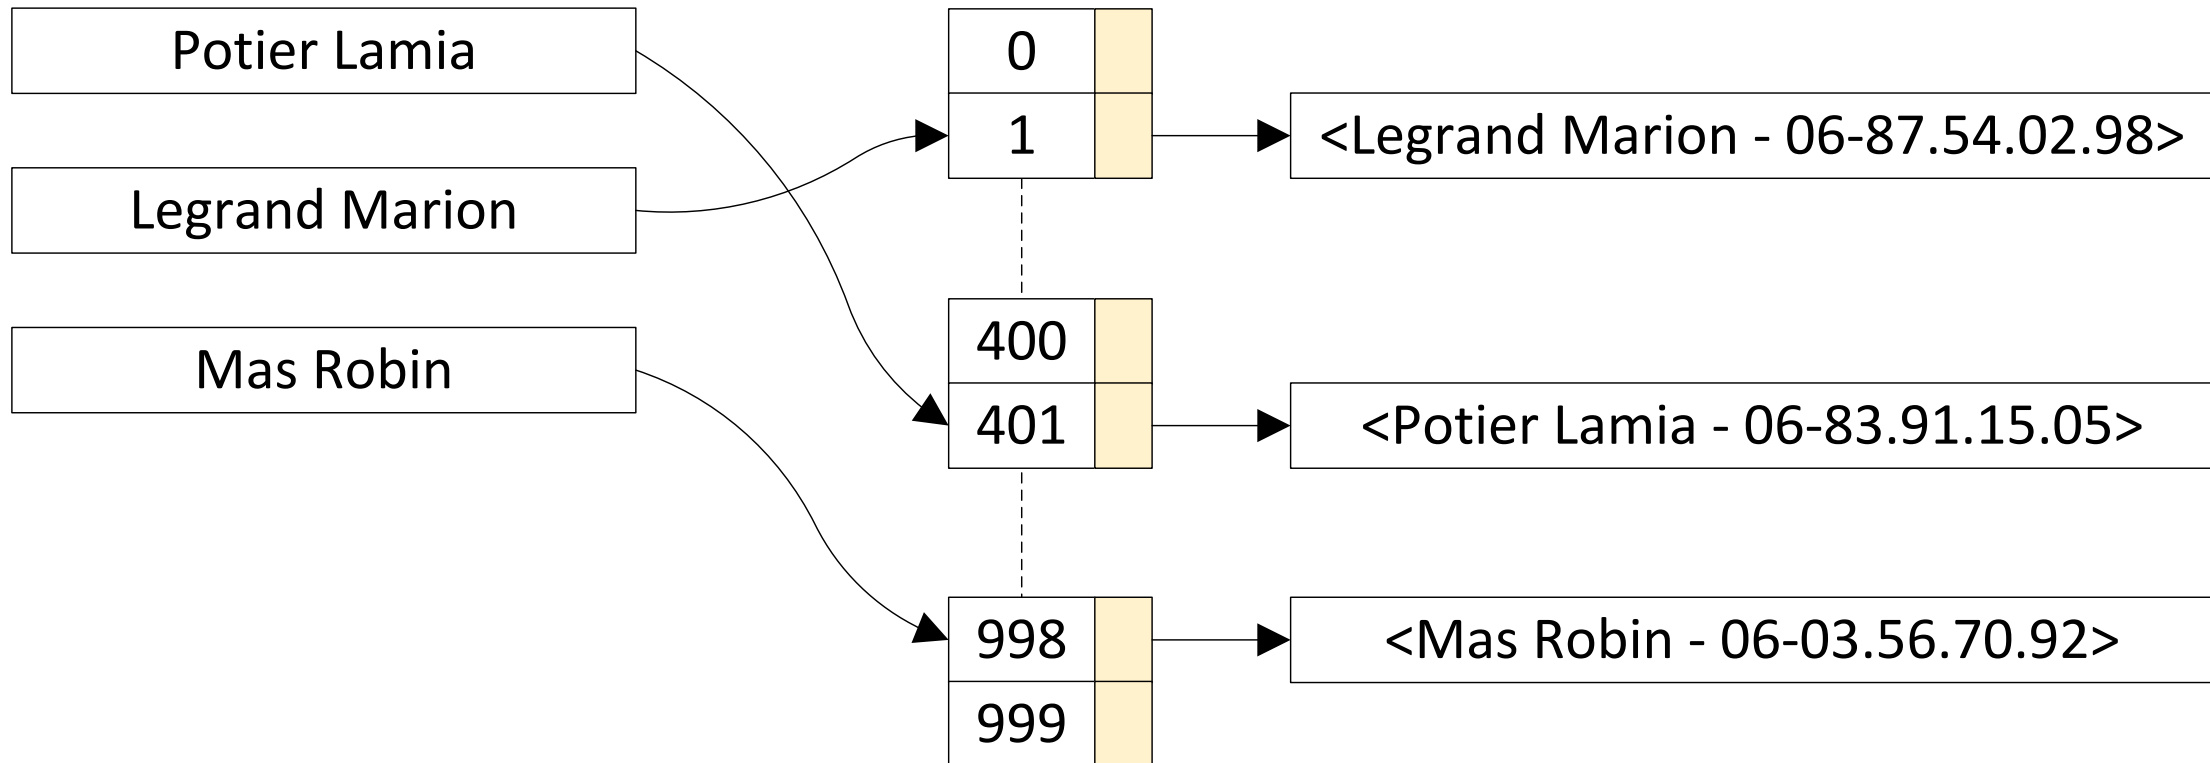 Potier Lamia
Legrand Marion
Mas Robin
0
1
400
401
998
999
<Legrand Marion - 06-87.54.02.98>
<Potier Lamia - 06-83.91.15.05>
<Mas Robin - 06-03.56.70.92>